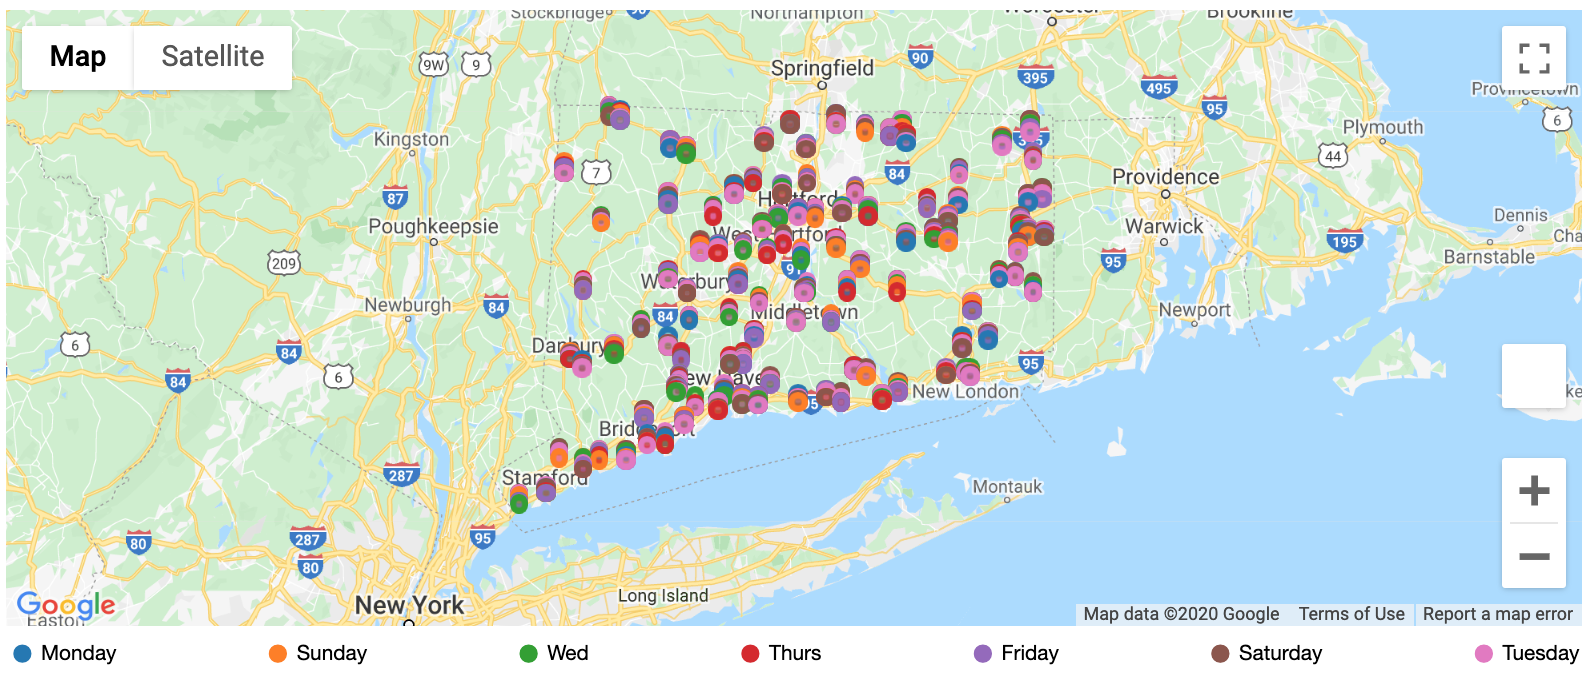 Stockbridge
Northampton
Worcester
Brookline
Map
Satellite
9W
9
90
90
Springfield
395
495
95
Provincetown
6
Kingston
Plymouth
44
7
84
87
Providence
Hartford
Poughkeepsie
Warwick
Dennis
Cha
West Hartford
195
209
Barnstable
95
91
Waterbury
Newburgh
84
84
Middletown
Newport
6
Danbury
84
95
6
84
New Haven
New London
95
Bridgeport
287
Stamford
Montauk
95
80
287
80
Long Island
New York
Google
Easton
Map data ©2020 Google
Terms of Use
Report a map error
Monday
Sunday
Wed
Thurs
Friday
Saturday
Tuesday